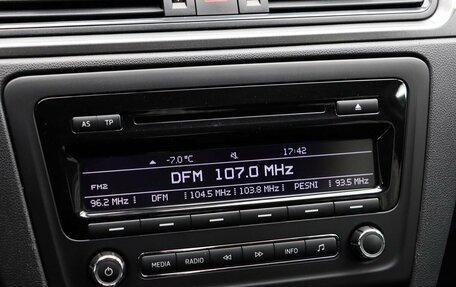 AS TP
-7.0°C 17:42
DFM 107.0 MHz
FM2
96.2 MHz DFM 104.5 MHz 103.8 MHz PESNI 93.5 MHz
MEDIA RADIO INFO